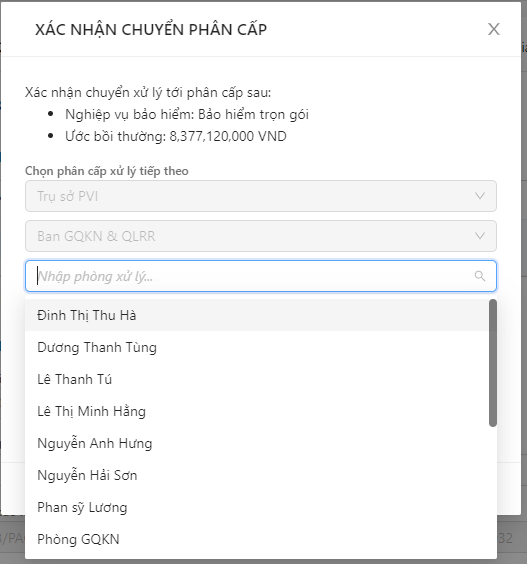 XÁC NHẬN CHUYỂN PHÂN CẤP
Xác nhận chuyển xử lý tới phân cấp sau:
Nghiệp vụ bảo hiểm: Bảo hiểm trọn gói
Ước bồi thường: 8,377,120,000 VND
Chọn phân cấp xử lý tiếp theo
Trụ sở PVI
Ban GQKN & QLRR
Nhập phòng xử lý...
Đinh Thị Thu Hà
Dương Thanh Tùng
Lê Thanh Tú
Lê Thị Minh Hằng
Nguyễn Anh Hưng
Nguyễn Hải Sơn
Phan sỹ Lương
Phòng GQKN
32